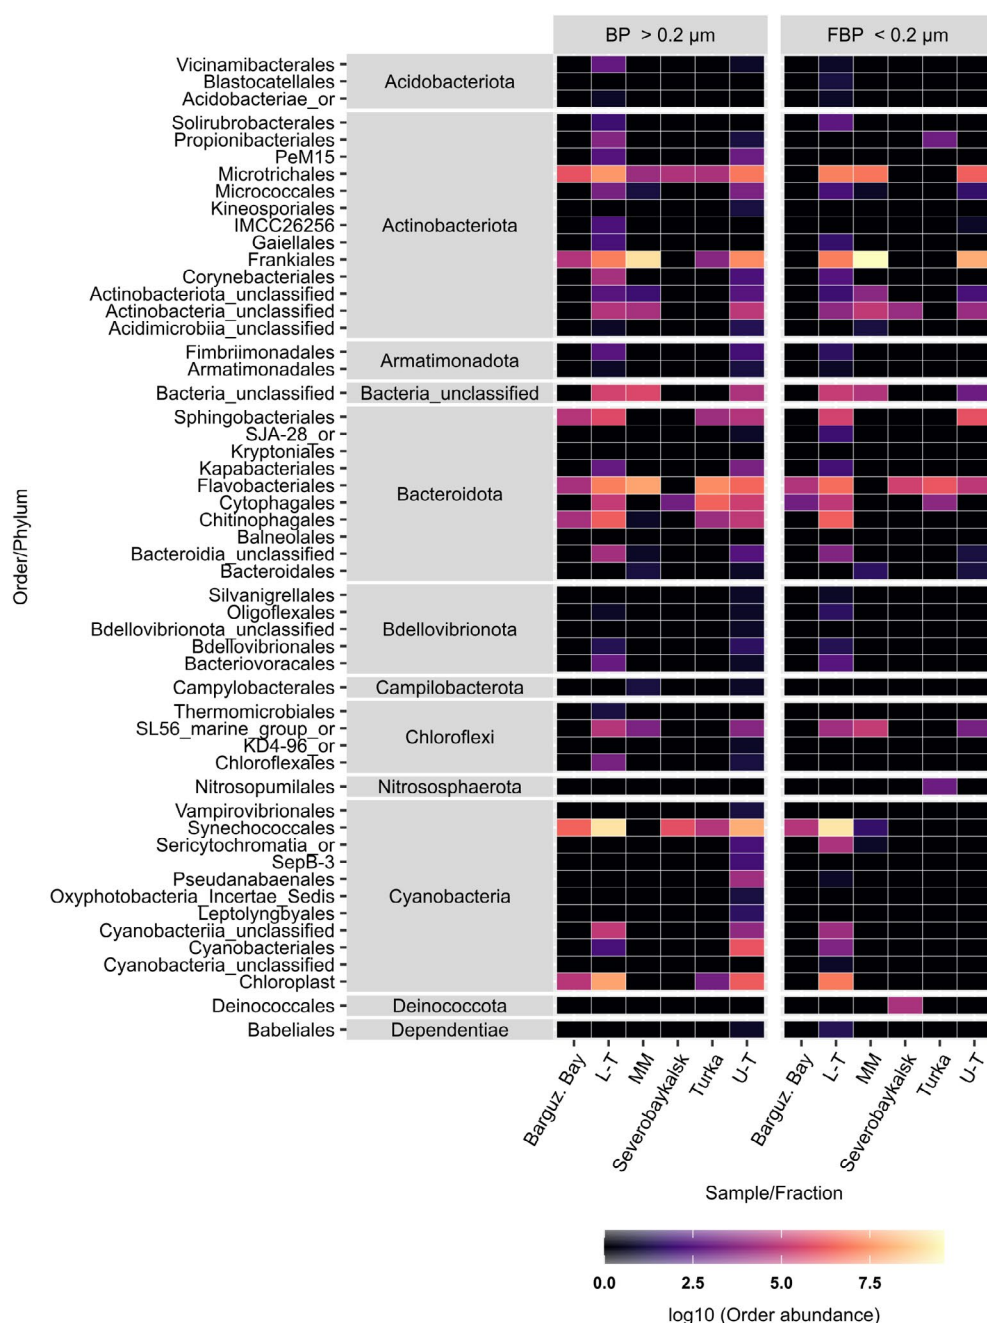 BP > 0.2 µm
FBP < 0.2 µm
Vicinamibacterales
Blastocatellales
Acidobacteriae_or
Acidobacteriota
Solirubrobacterales
Propionibacteriales
PeM15
Microtrichales
Micrococcales
Kineosporiales
IMCC26256
Gaiellales
Frankiales
Corynebacteriales
Actinobacteriota_unclassified
Actinobacteria_unclassified
Acidimicrobiia_unclassified
Actinobacteriota
Fimbriimonadales
Armatimonadales
Armatimonadota
Bacteria_unclassified
Bacteria_unclassified
Sphingobacteriales
SJA-28_or
Kryptoniales
Kapabacteriales
Flavobacteriales
Cytophagales
Chitinophagales
Balneolales
Bacteroidia_unclassified
Bacteroidales
Bacteroidota
Silvanigrellales
Oligoflexales
Bdellovibrionota_unclassified
Bdellovibrionales
Bacteriovoracales
Bdellovibrionota
Campylobacterales
Campilobacterota
Thermomicrobiales
SL56_marine_group_or
KD4-96_or
Chloroflexales
Chloroflexi
Nitrosopumilales
Nitrososphaerota
Vampirovibrionales
Synechococcales
Sericytochromatia_or
SepB-3
Pseudanabaenales
Oxyphotobacteria_Incertae_Sedis
Leptolyngbyales
Cyanobacteriia_unclassified
Cyanobacteriales
Cyanobacteria_unclassified
Chloroplast
Cyanobacteria
Deinococcales
Deinococcota
Babeliales
Dependentiae
Order/Phylum
Barguz. Bay
L-T
MM
Severobaykalsk
Turka
U-T
Barguz. Bay
L-T
MM
Severobaykalsk
Turka
U-T
Sample/Fraction
0.0 2.5 5.0 7.5
log10 (Order abundance)